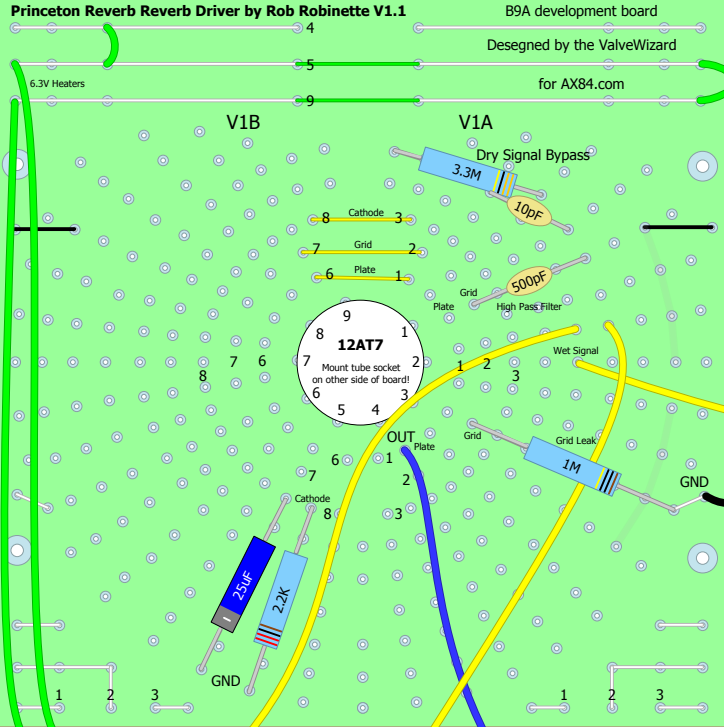 Princeton Reverb Reverb Driver by Rob Robinette V1.1
B9A development board
4
Desegned by the ValveWizard
5
6.3V Heaters
for AX84.com
9
V1B
V1A
Dry Signal Bypass
3.3M
10pF
8 Cathode 3
7 Grid 2
6 Plate 1
500pF
Grid
Plate
High Pass Filter
9
8
1
12AT7
7
2
Mount tube socket
on other side of board!
6
3
5
4
Wet Signal
8
7
6
1
2
3
OUT
Plate
Grid
Grid Leak
1M
GND
6
1
7
2
Cathode
8
3
25uF
–
2.2K
GND
1
2
3
1
2
3